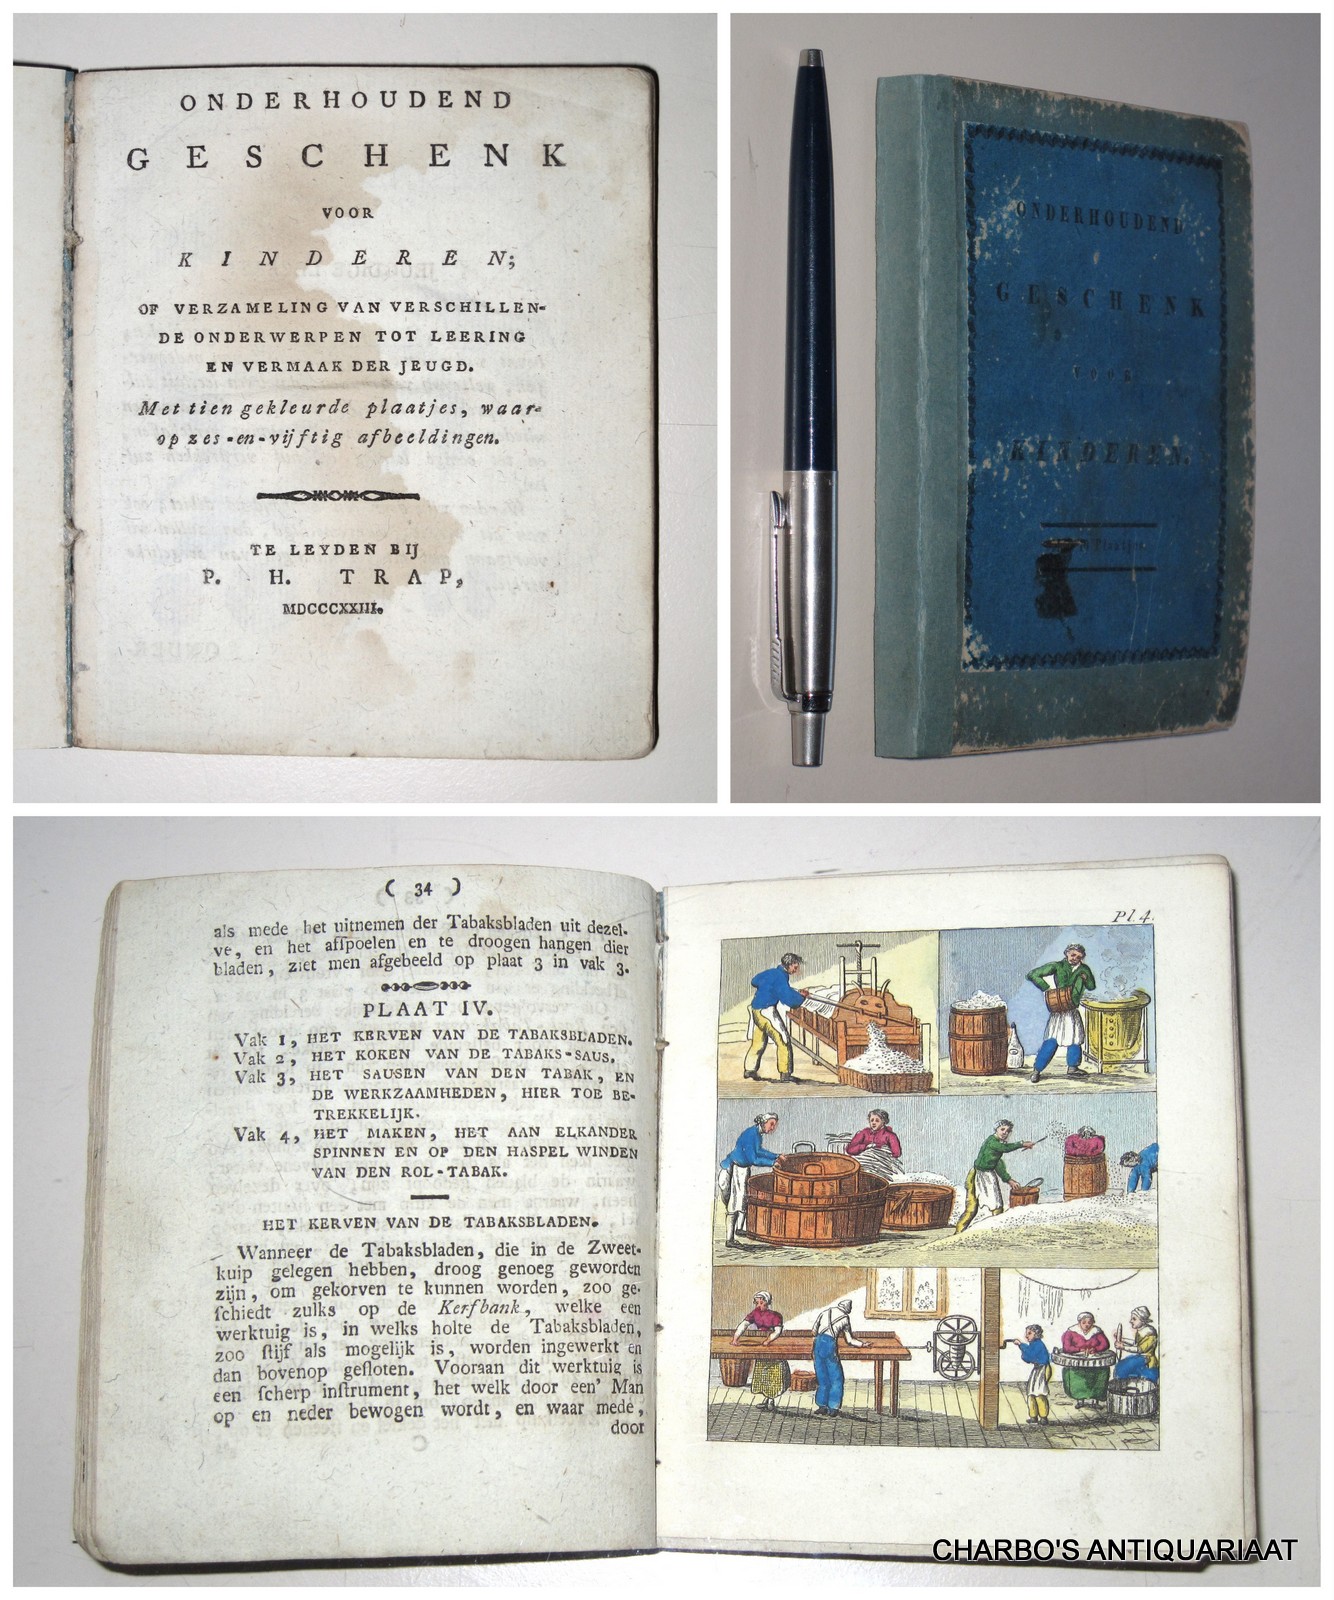 ONDERHOUDEND
GESCHENK
VOOR
KINDEREN;
OF VERZAMELING VAN VERSCHILLEN-
DE ONDERWERPEN TOT LEERING
EN VERMAAK DER JEUGD.
Met tien gekleurde plaatjes, waar-
op zes-en-vijftig afbeeldingen.
TE LEYDEN BIJ
P. H. TRAP,
MDCCCXXIII.
ONDERHOUDEND
GESCHENK
VOOR
KINDEREN.
Plaatjes
( 34 )
als mede het uitnemen der Tabaksbladen uit dezel-
ve, en het afſpoelen en te droogen hangen dier
bladen, ziet men afgebeeld op plaat 3 in vak 3.
PLAAT IV.
Vak 1, HET KERVEN VAN DE TABAKSBLADEN.
Vak 2, HET KOKEN VAN DE TABAKS-SAUS.
Vak 3, HET SAUSEN VAN DEN TABAK, EN
DE WERKZAAMHEDEN, HIER TOE BE-
TREKKELIJK.
Vak 4, HET MAKEN, HET AAN ELKANDER
SPINNEN EN OP DEN HASPEL WINDEN
VAN DEN ROL-TABAK.
HET KERVEN VAN DE TABAKSBLADEN.
Wanneer de Tabaksbladen, die in de Zweet-
kuip gelegen hebben, droog genoeg geworden
zijn, om gekorven te kunnen worden, zoo ge-
ſchiedt zulks op de Kerfbank, welke een
werktuig is, in welks holte de Tabaksbladen,
zoo ſtijf als mogelijk is, worden ingewerkt en
dan bovenop geſloten. Vooraan dit werktuig is
een ſcherp inſtrument, het welk door een' Man
op en neder bewogen wordt, en waar mede,
door
Pl. 4.
CHARBO'S ANTIQUARIAAT